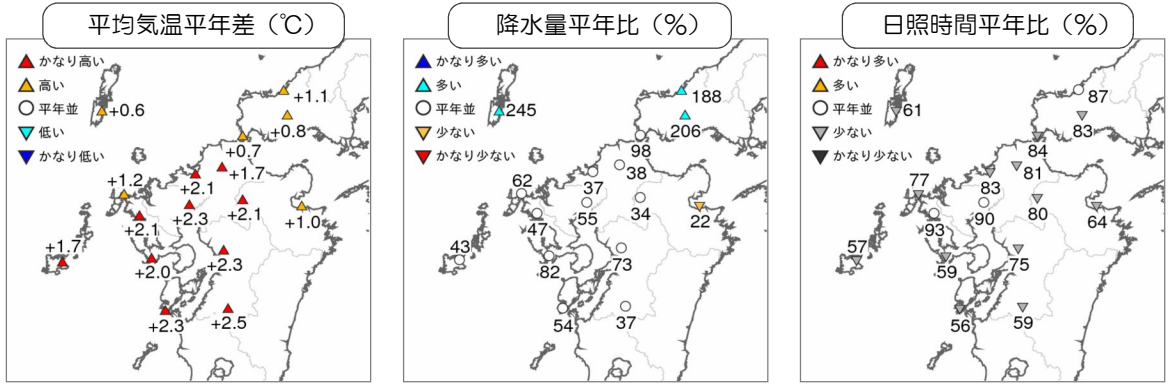 平均気温平年差（℃）
かなり高い
高い
平年並
低い
かなり低い
+1.1
+0.6
+0.8
+0.7
+1.7
+2.1
+1.2
+2.3
+2.1
+1.0
+2.1
+1.7
+2.0
+2.3
+2.3
+2.5
降水量平年比（％）
かなり多い
多い
平年並
少ない
かなり少ない
188
245
206
98
38
37
62
55
34
22
47
43
82
73
54
37
日照時間平年比（％）
かなり多い
多い
平年並
少ない
かなり少ない
87
61
83
84
81
83
77
90
80
64
93
57
59
75
56
59